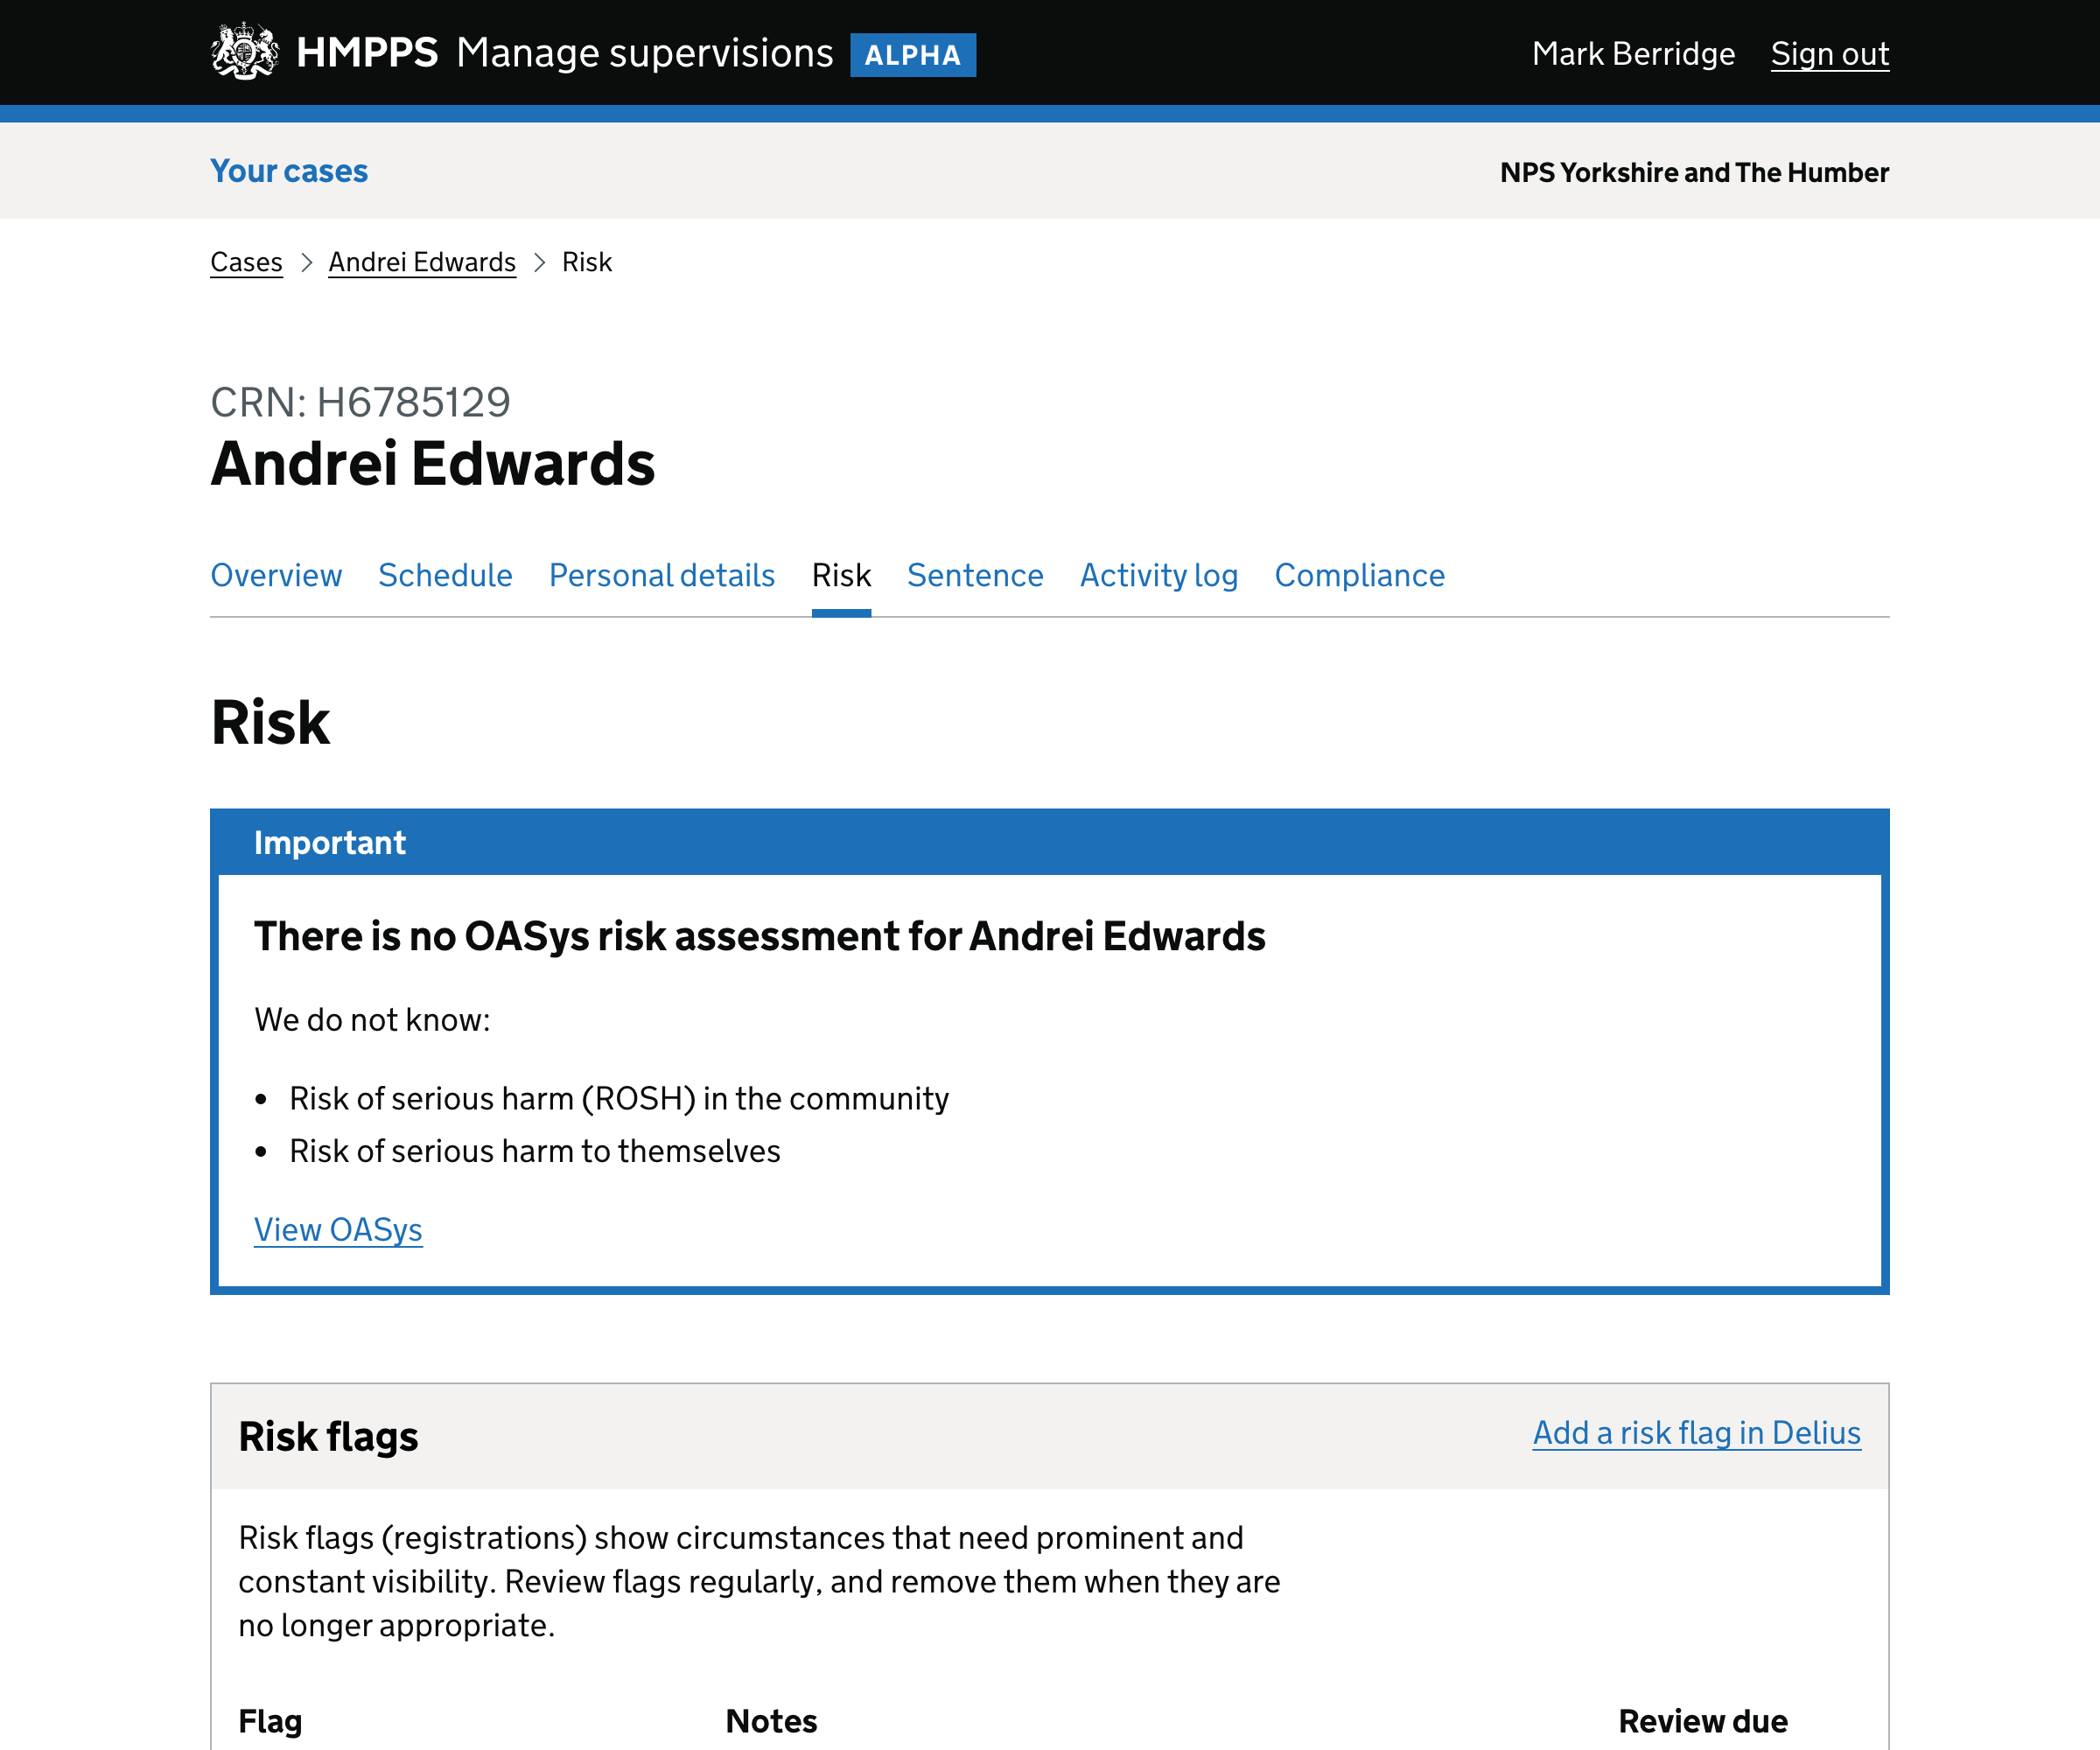 HMPPS Manage supervisions ALPHA Mark Berridge Sign out
Your cases NPS Yorkshire and The Humber
Cases > Andrei Edwards > Risk
CRN: H6785129
Andrei Edwards
Overview Schedule Personal details Risk Sentence Activity log Compliance
Risk
Important
There is no OASys risk assessment for Andrei Edwards
We do not know:
• Risk of serious harm (ROSH) in the community
• Risk of serious harm to themselves
View OASys
Risk flags Add a risk flag in Delius
Risk flags (registrations) show circumstances that need prominent and
constant visibility. Review flags regularly, and remove them when they are
no longer appropriate.
Flag Notes Review due